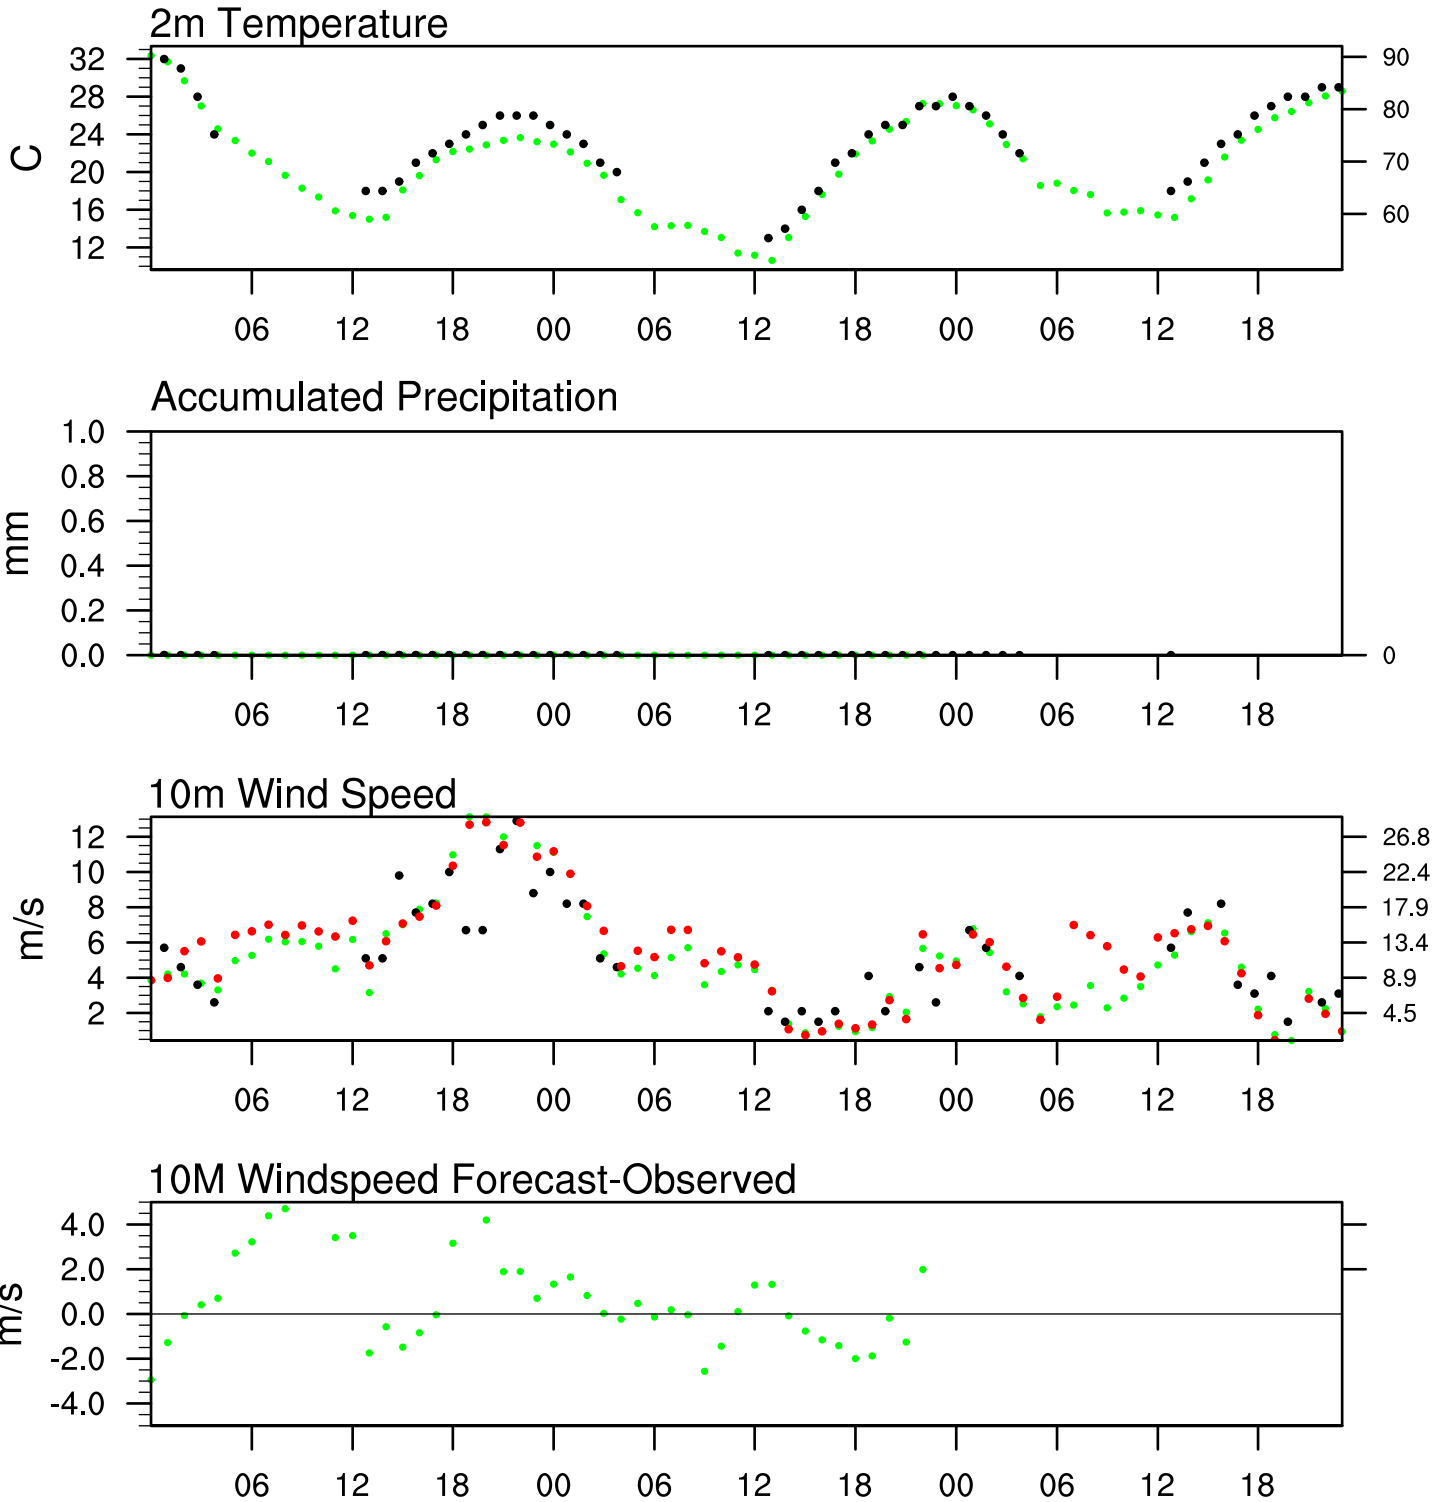 2m Temperature
32
28
24
20
16
12
C
90
80
70
60
06 12 18 00 06 12 18 00 06 12 18
Accumulated Precipitation
1.0
0.8
0.6
0.4
0.2
0.0
mm
0
06 12 18 00 06 12 18 00 06 12 18
10m Wind Speed
12
10
8
6
4
2
m/s
26.8
22.4
17.9
13.4
8.9
4.5
06 12 18 00 06 12 18 00 06 12 18
10M Windspeed Forecast-Observed
4.0
2.0
0.0
-2.0
-4.0
m/s
06 12 18 00 06 12 18 00 06 12 18